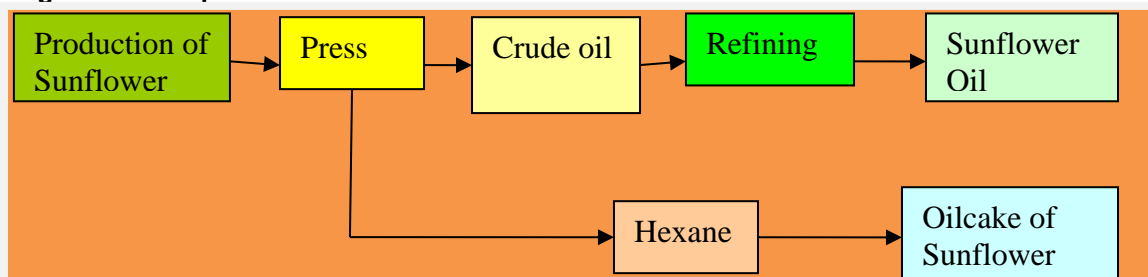 Production of
Sunflower
Press
Crude oil
Refining
Sunflower
Oil
Hexane
Oilcake of
Sunflower